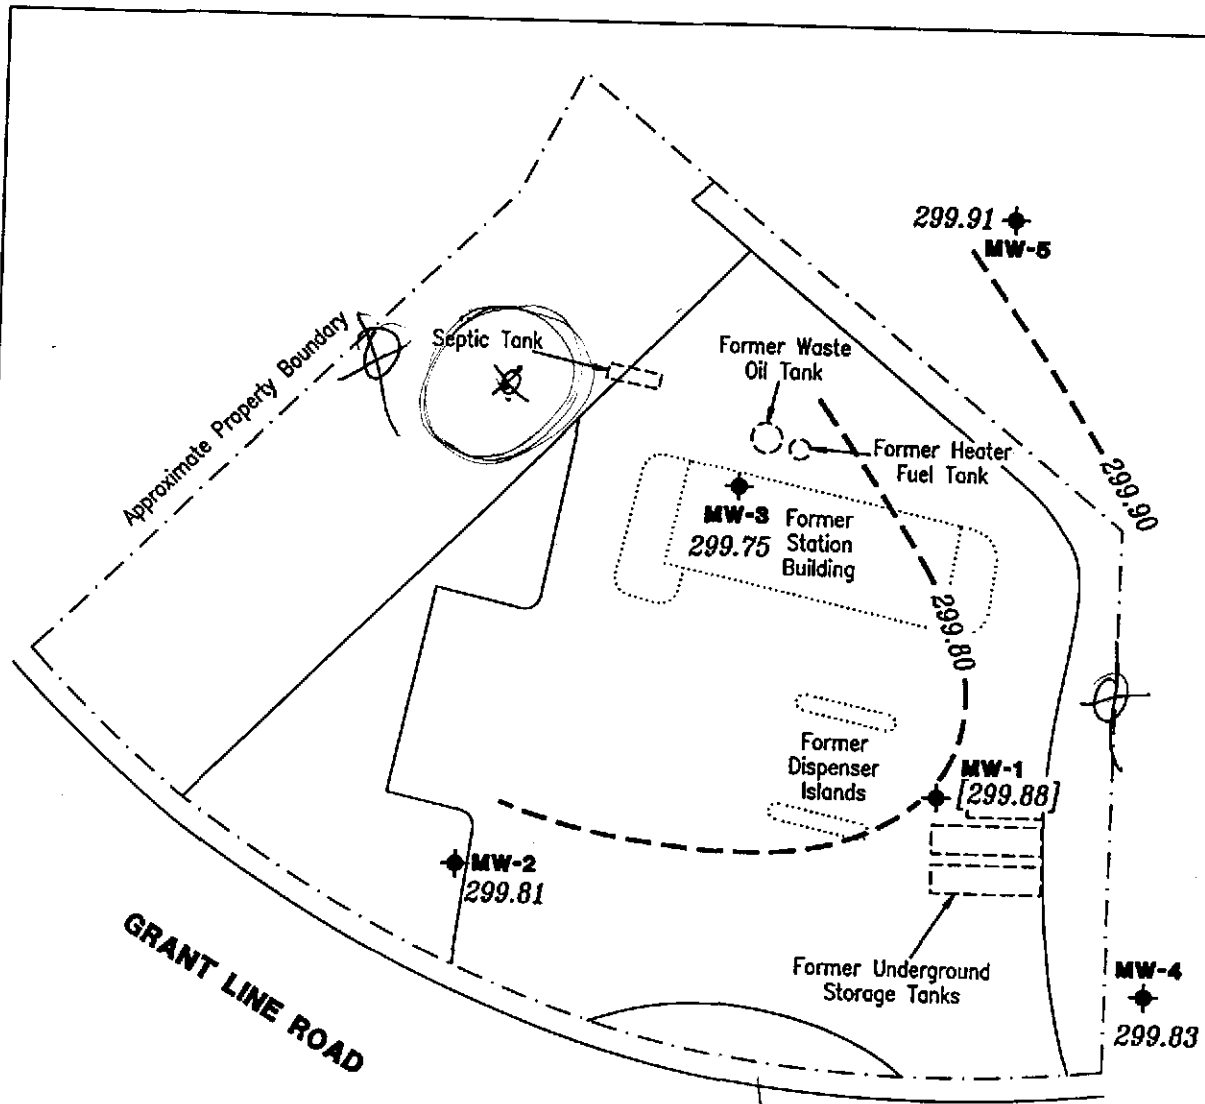 299.91
MW-5
Approximate Property Boundary
Septic Tank
Former Waste
Oil Tank
Former Heater
Fuel Tank
299.90
MW-3
299.75
Former
Station
Building
299.80
Former
Dispenser
Islands
MW-1
[299.88]
MW-2
299.81
GRANT LINE ROAD
Former Underground
Storage Tanks
MW-4
299.83